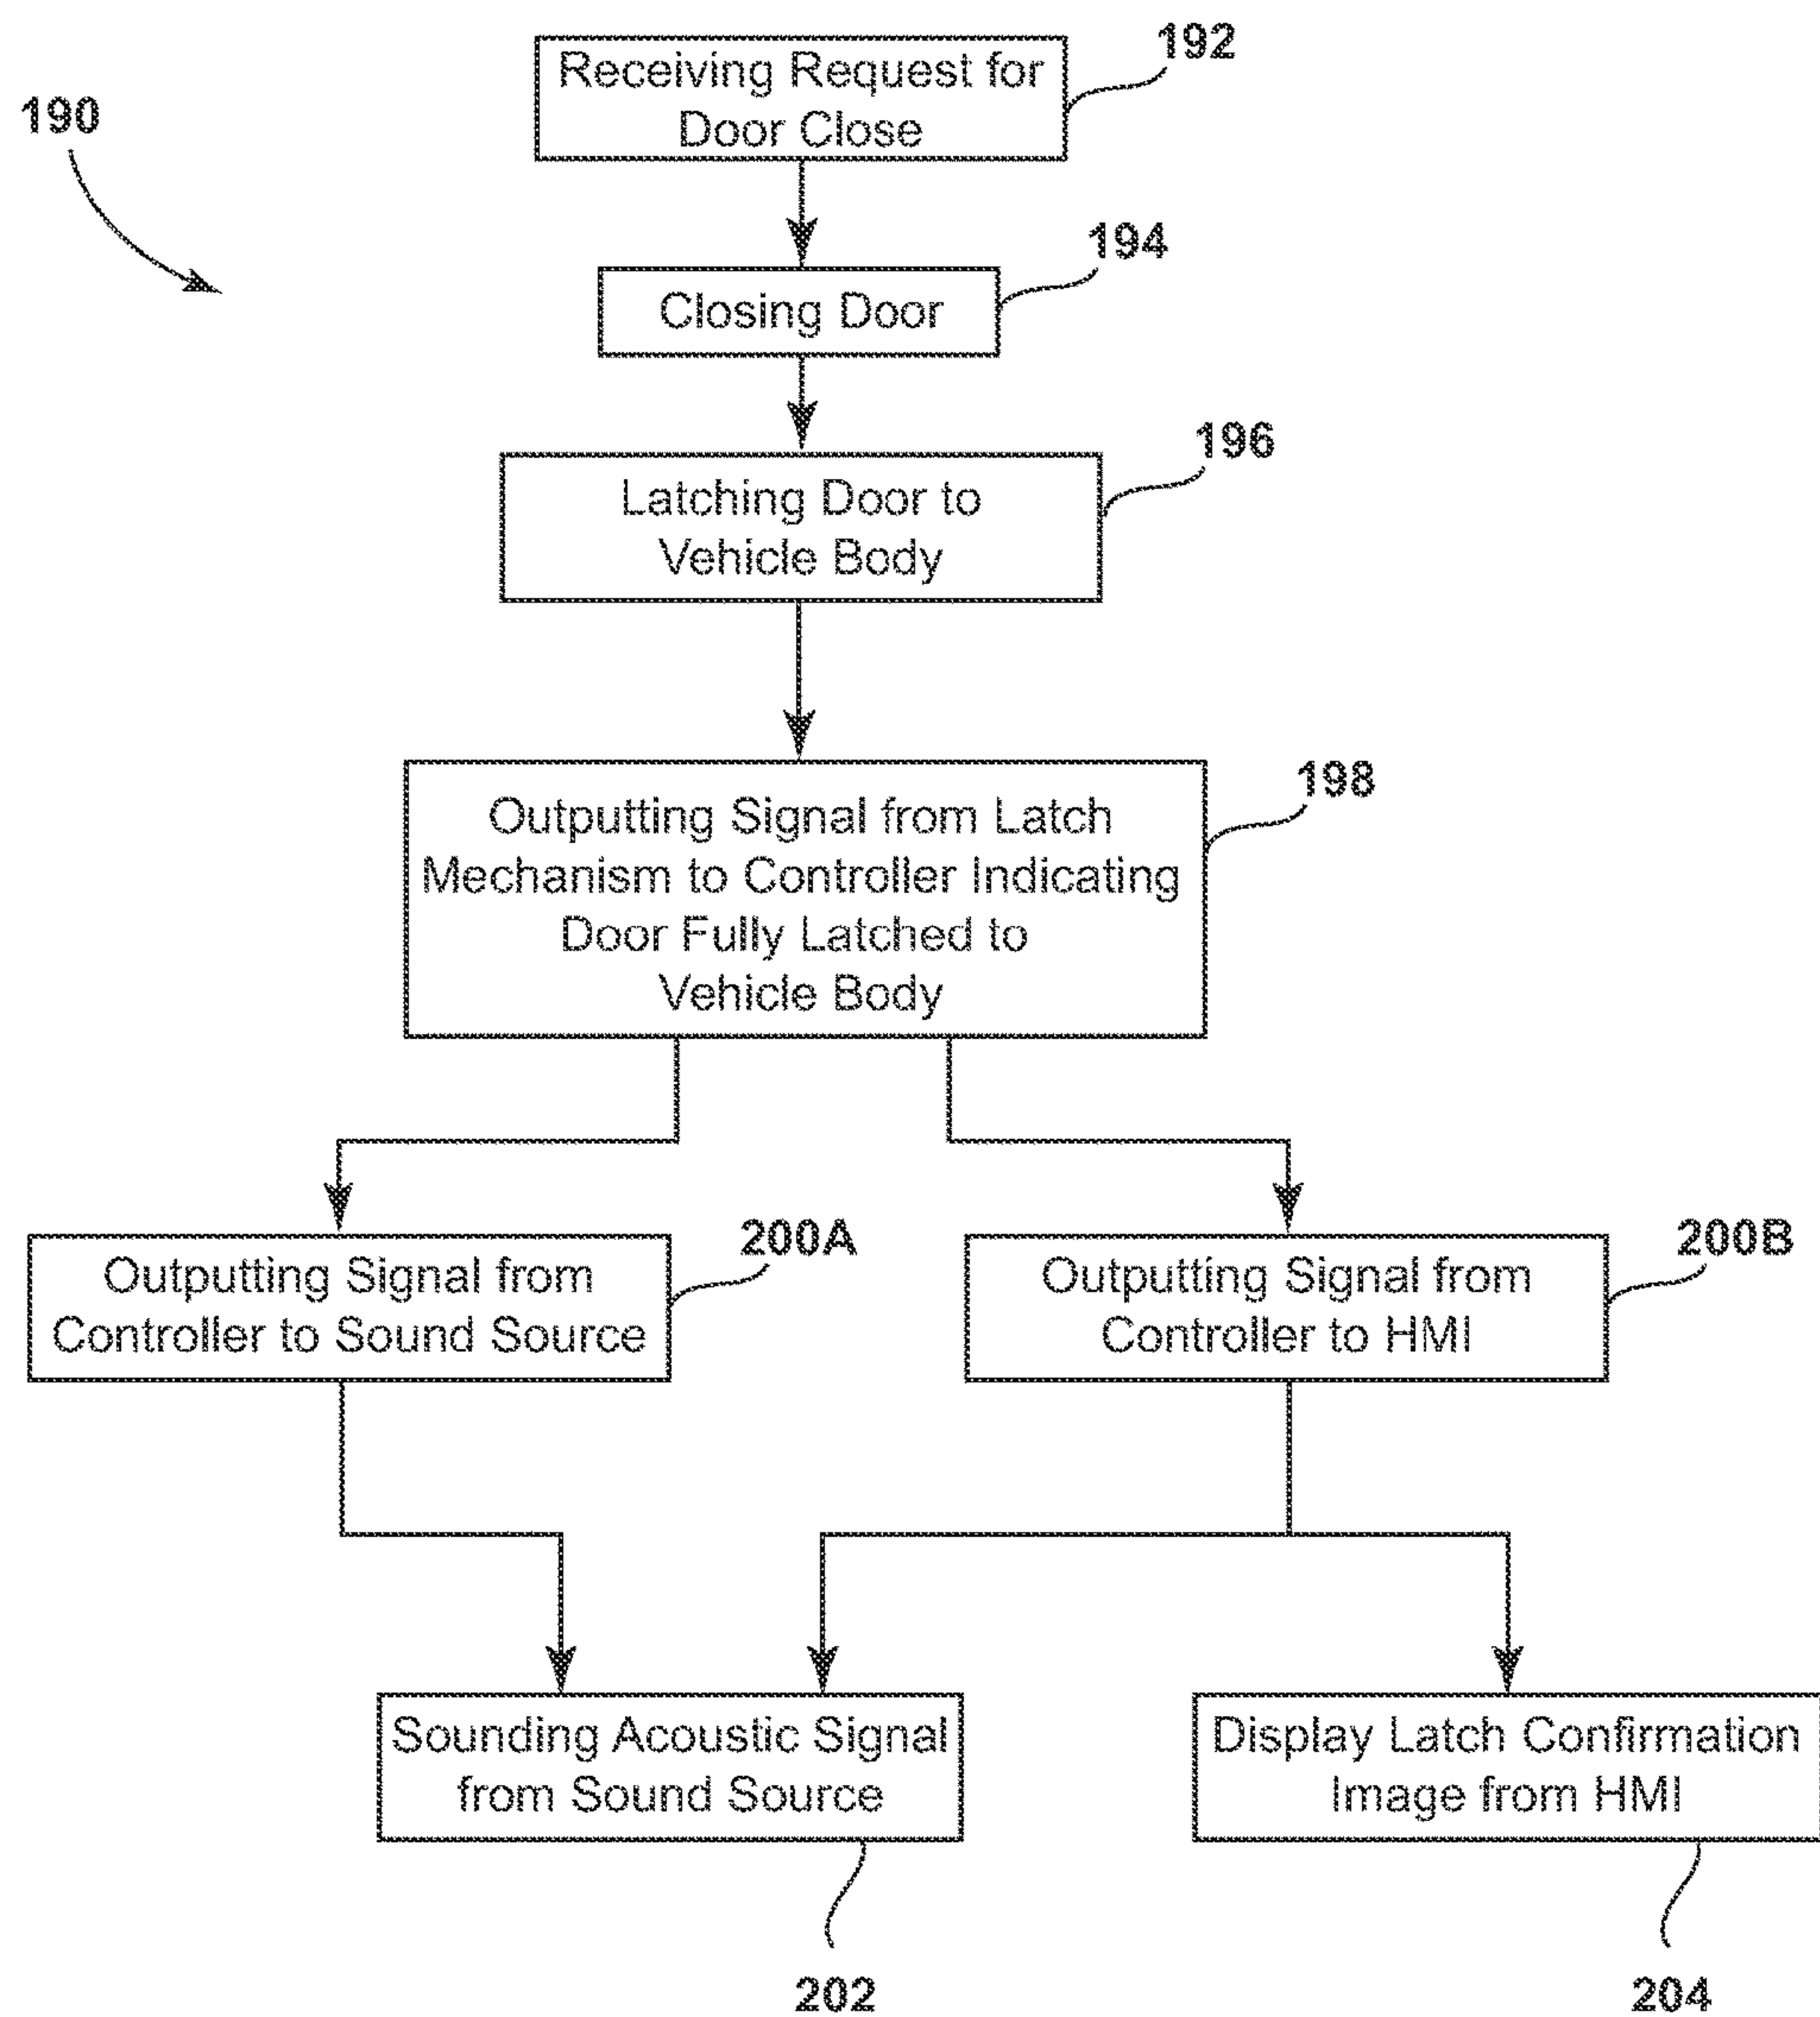 192
Receiving Request for
Door Close
190
194
Closing Door
196
Latching Door to
Vehicle Body
198
Outputting Signal from Latch
Mechanism to Controller Indicating
Door Fully Latched to
Vehicle Body
200A
Outputting Signal from
Controller to Sound Source
200B
Outputting Signal from
Controller to HMI
Sounding Acoustic Signal
from Sound Source
Display Latch Confirmation
Image from HMI
202
204